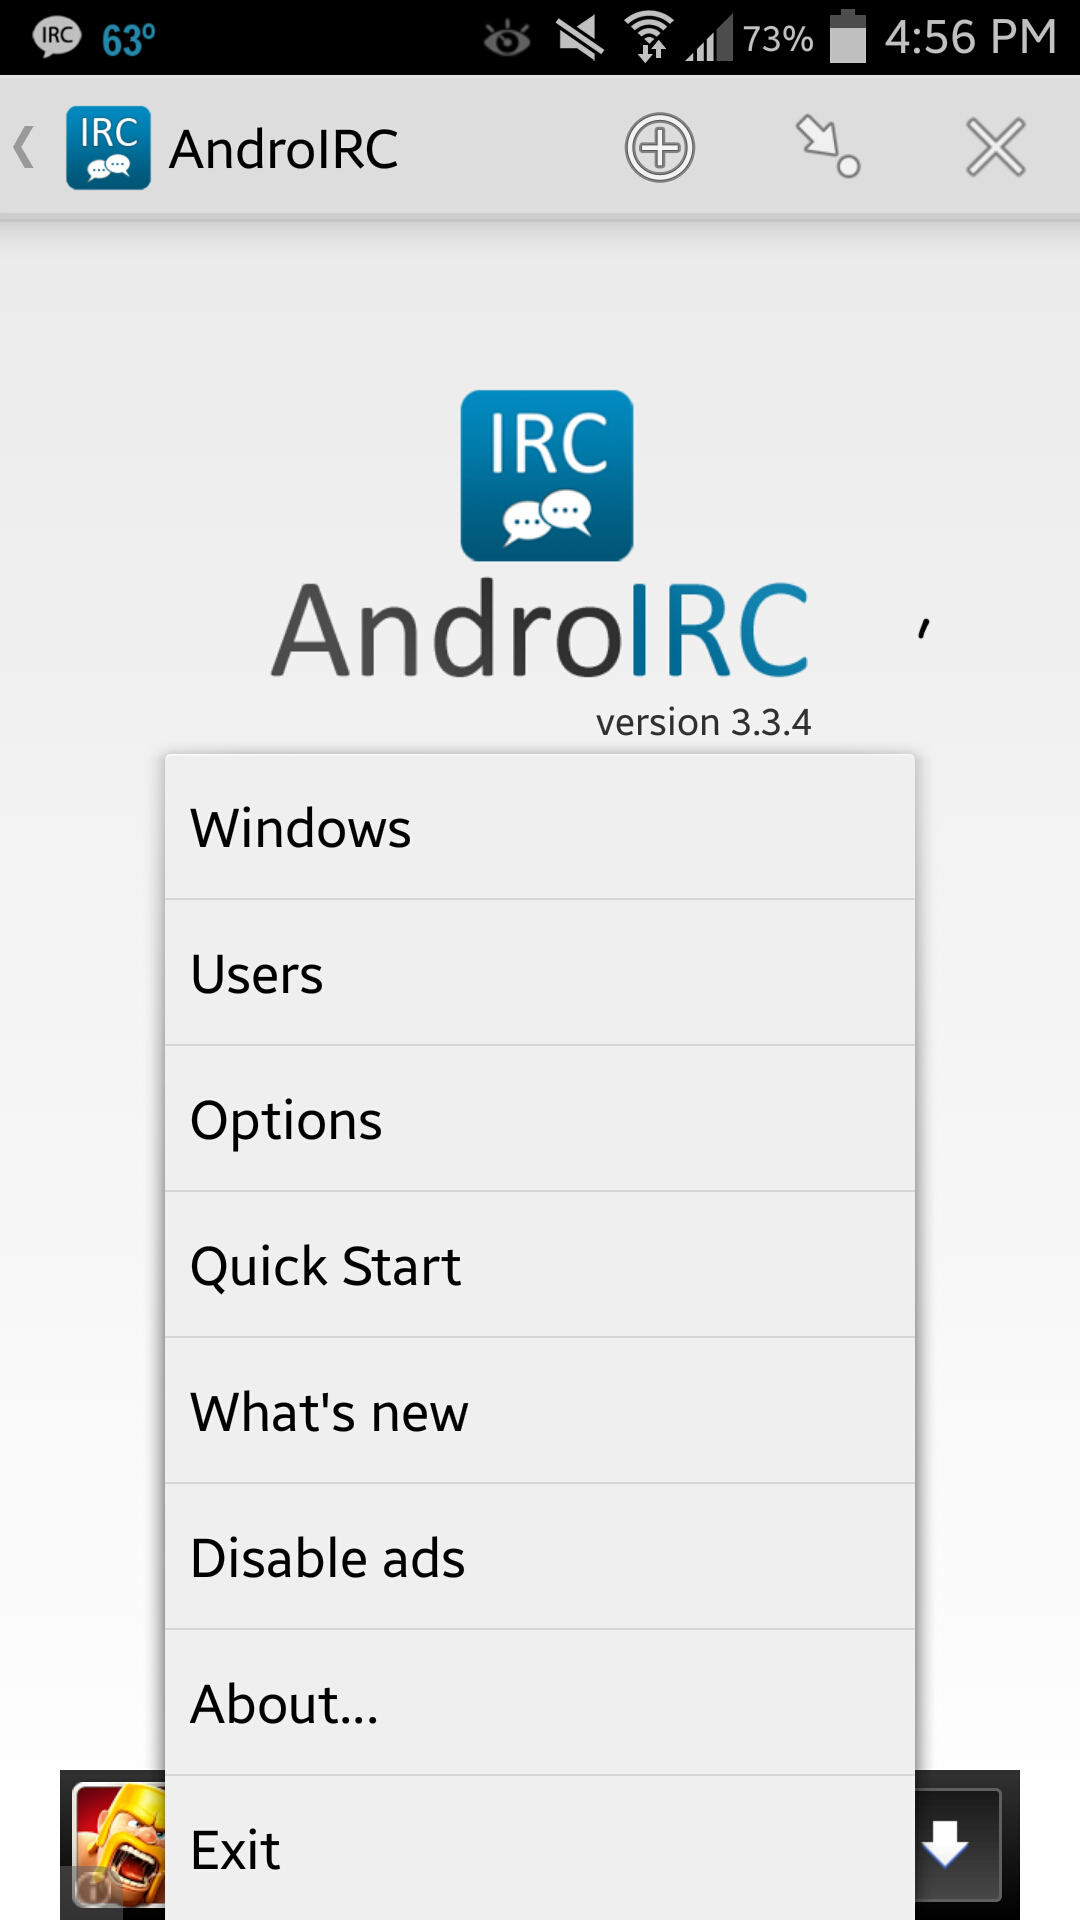 IRC 63° 73% 4:56 PM
IRC AndroIRC
IRC
AndroIRC
version 3.3.4
Windows
Users
Options
Quick Start
What's new
Disable ads
About...
Exit